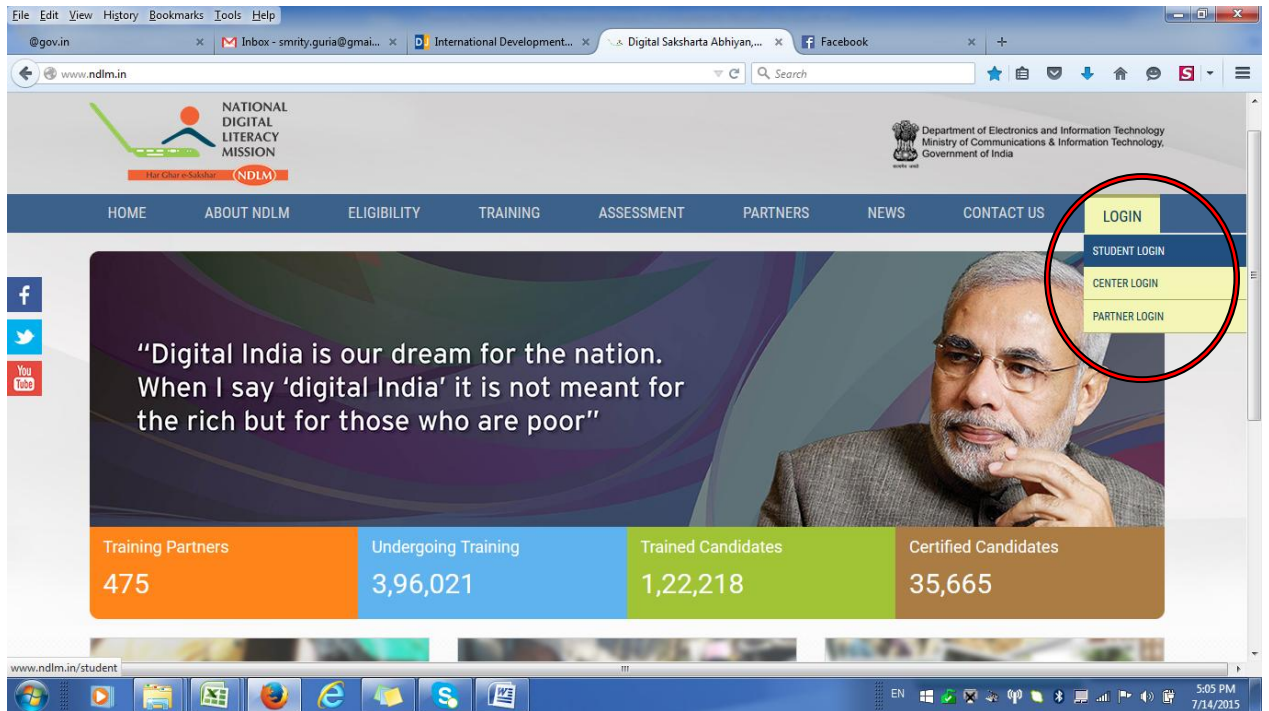 File Edit View History Bookmarks Tools Help
@gov.in × Inbox - smrity.guria@gmai... × DJ International Development... × Digital Saksharta Abhiyan,... × f Facebook × +
www.ndlm.in Search S
NATIONAL
DIGITAL
LITERACY
MISSION
Har Ghar e-Sakshar NDLM
Department of Electronics and Information Technology
Ministry of Communications & Information Technology,
Government of India
HOME ABOUT NDLM ELIGIBILITY TRAINING ASSESSMENT PARTNERS NEWS CONTACT US LOGIN
STUDENT LOGIN
CENTER LOGIN
PARTNER LOGIN
f
You
Tube
“Digital India is our dream for the nation.
When I say ‘digital India’ it is not meant for
the rich but for those who are poor”
Training Partners
475
Undergoing Training
3,96,021
Trained Candidates
1,22,218
Certified Candidates
35,665
www.ndlm.in/student
EN
5:05 PM
7/14/2015